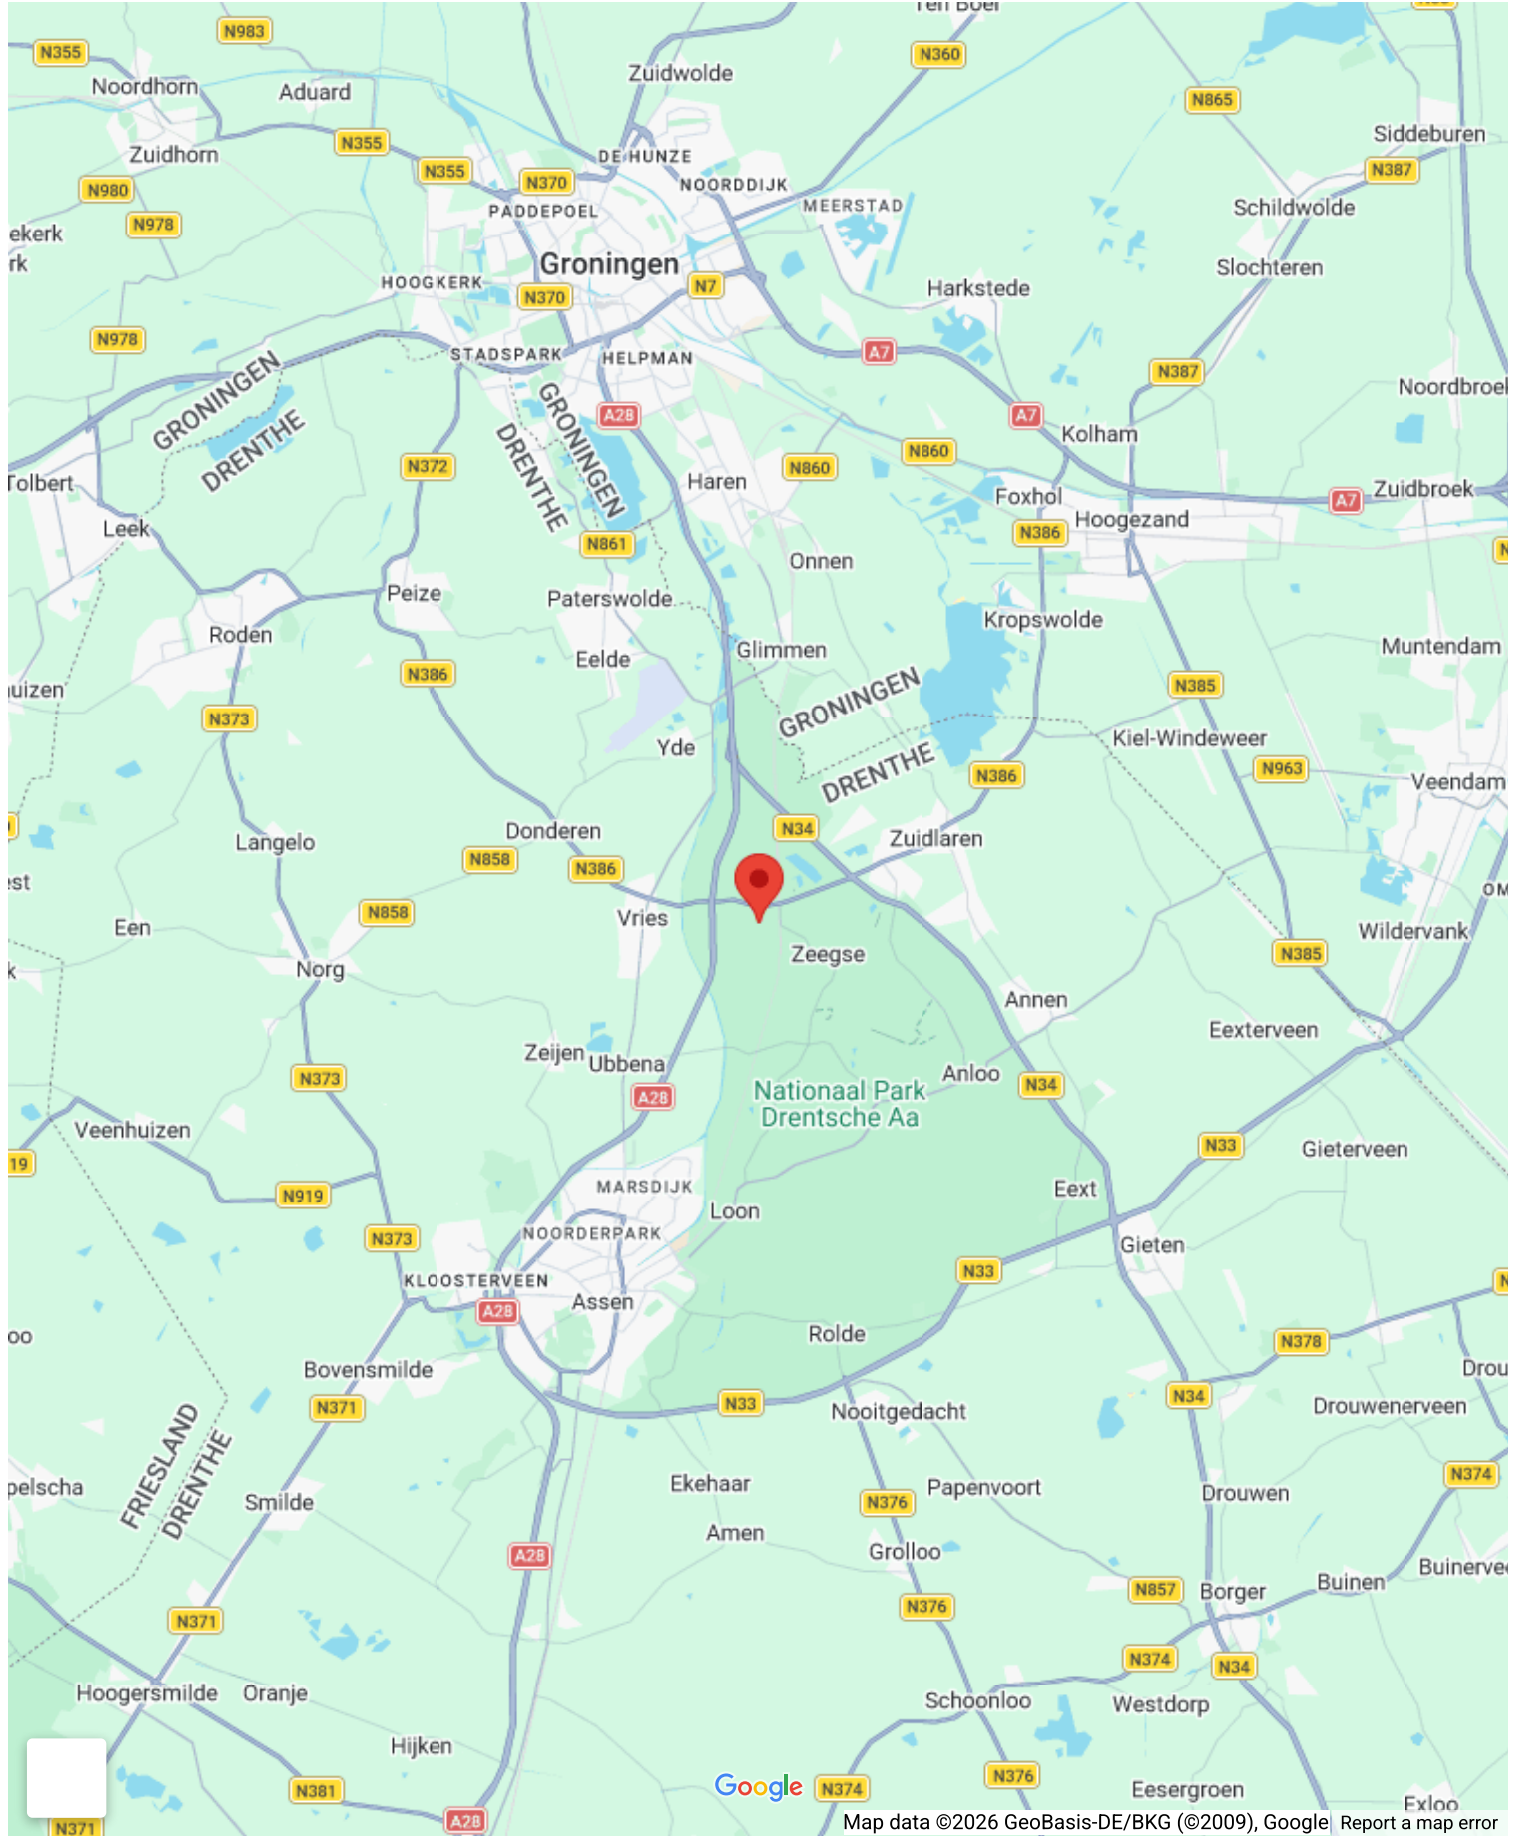 Ten Boer
N983
N355
N360
Zuidwolde
Noordhorn
Aduard
N865
Siddeburen
N355
Zuidhorn
DE HUNZE
N355
N370
N387
N980
NOORDDIJK
PADDEPOEL
MEERSTAD
Schildwolde
N978
ekerk
rk
Groningen
Slochteren
HOOGKERK
N7
Harkstede
N370
N978
STADSPARK
HELPMAN
A7
N387
GRONINGEN
DRENTHE
GRONINGEN
DRENTHE
A28
A7
Kolham
N860
N372
N860
Haren
Tolbert
Foxhol
A7
Zuidbroek
Leek
Hoogezand
N386
N861
Onnen
Peize
Paterswolde
Kropswolde
Roden
Glimmen
Muntendam
Eelde
N386
N385
huizen
GRONINGEN
DRENTHE
N373
Yde
Kiel-Windeweer
N963
N386
Veendam
Donderen
N34
Zuidlaren
Langelo
N858
N386
est
N858
Vries
Een
Wildervank
Zeegse
N385
k
Norg
Annen
Eexterveen
Zeijen
Ubbena
Anloo
N373
A28
N34
Nationaal Park
Drentsche Aa
Veenhuizen
N33
Gieterveen
19
MARSDIJK
Eext
N919
Loon
NOORDERPARK
N373
Gieten
N33
KLOOSTERVEEN
Assen
A28
oo
Rolde
N378
Bovensmilde
Drou
N34
N33
N371
Nooitgedacht
Drouwenerveen
FRIESLAND
DRENTHE
N374
pelscha
Ekehaar
Papenvoort
Drouwen
Smilde
N376
Amen
Grolloo
A28
Buinen
N857
Borger
N376
N371
N374
N34
Hoogersmilde
Oranje
Schoonloo
Westdorp
Hijken
N376
Google
N374
Eesergroen
N381
Exloo
A28
N371
Map data ©2026 GeoBasis-DE/BKG (©2009), Google
Report a map error